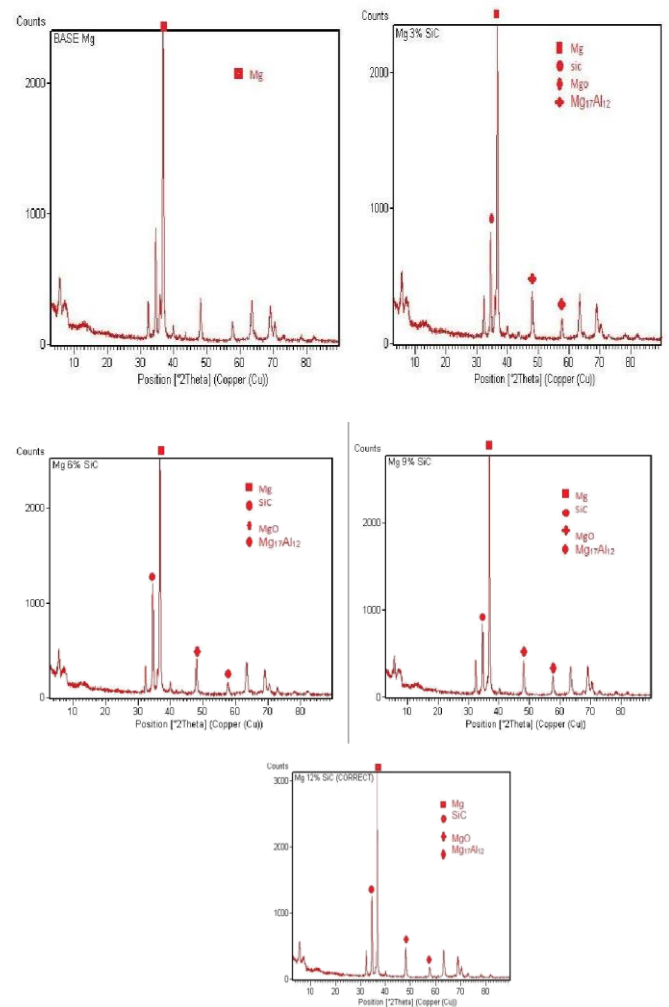 Counts
BASE Mg
Mg
2000
1000
0
10 20 30 40 50 60 70 80
Position [°2Theta] (Copper (Cu))
Counts
Mg 3% SiC
Mg
sic
Mgo
Mg₁₇Al₁₂
2000
1000
0
10 20 30 40 50 60 70 80
Position [°2Theta] (Copper (Cu))
Counts
Mg 6% SiC
Mg
SiC
MgO
Mg₁₇Al₁₂
2000
1000
0
10 20 30 40 50 60 70 80
Position [°2Theta] (Copper (Cu))
Counts
Mg 9% SiC
Mg
SiC
MgO
Mg₁₇Al₁₂
2000
1000
0
10 20 30 40 50 60 70 80
Position [°2Theta] (Copper (Cu))
Counts
Mg 12% SiC (CORRECT)
Mg
SiC
MgO
Mg₁₇Al₁₂
3000
2000
1000
0
10 20 30 40 50 60 70 80
Position [°2Theta] (Copper (Cu))